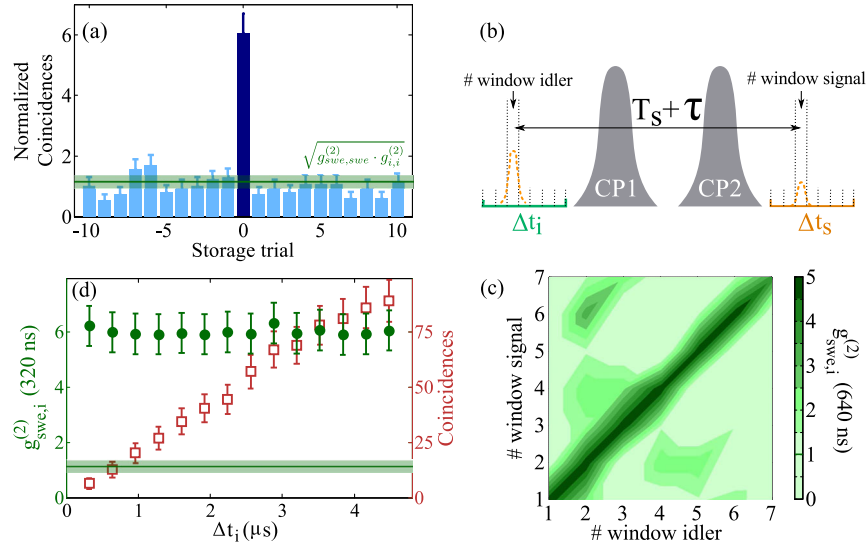 (a)
Normalized
Coincidences
6
4
2
0
√g⁽²⁾swe,swe · g⁽²⁾i,i
-10 -5 0 5 10
Storage trial
(b)
# window idler
# window signal
Ts + τ
CP1
CP2
Δti
Δts
(d)
g⁽²⁾swe,i (320 ns)
8
6
4
2
0
75
50
25
0
Coincidences
0 1 2 3 4
Δti (μs)
(c)
# window signal
7
6
5
4
3
2
1
1 2 3 4 5 6 7
# window idler
5
4
3
2
1
0
g⁽²⁾swe,i (640 ns)